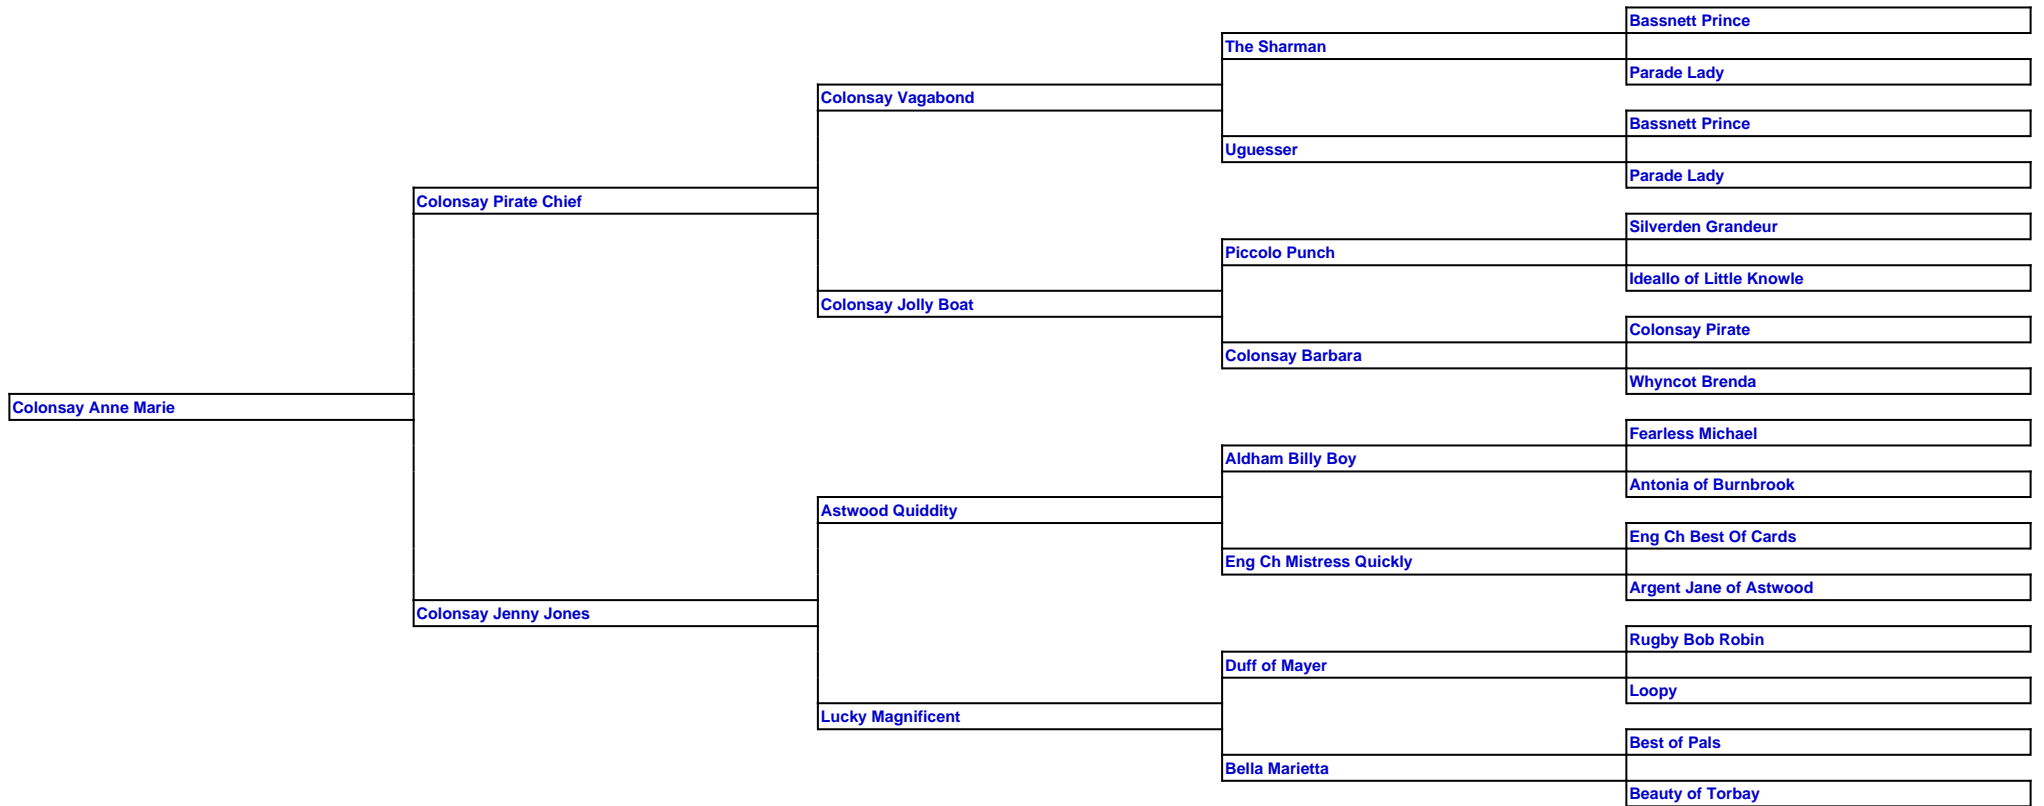 Bassnett Prince
The Sharman
Parade Lady
Colonsay Vagabond
Bassnett Prince
Uguesser
Parade Lady
Colonsay Pirate Chief
Silverden Grandeur
Piccolo Punch
Ideallo of Little Knowle
Colonsay Jolly Boat
Colonsay Pirate
Colonsay Barbara
Whyncot Brenda
Colonsay Anne Marie
Fearless Michael
Aldham Billy Boy
Antonia of Burnbrook
Astwood Quiddity
Eng Ch Best Of Cards
Eng Ch Mistress Quickly
Argent Jane of Astwood
Colonsay Jenny Jones
Rugby Bob Robin
Duff of Mayer
Loopy
Lucky Magnificent
Best of Pals
Bella Marietta
Beauty of Torbay